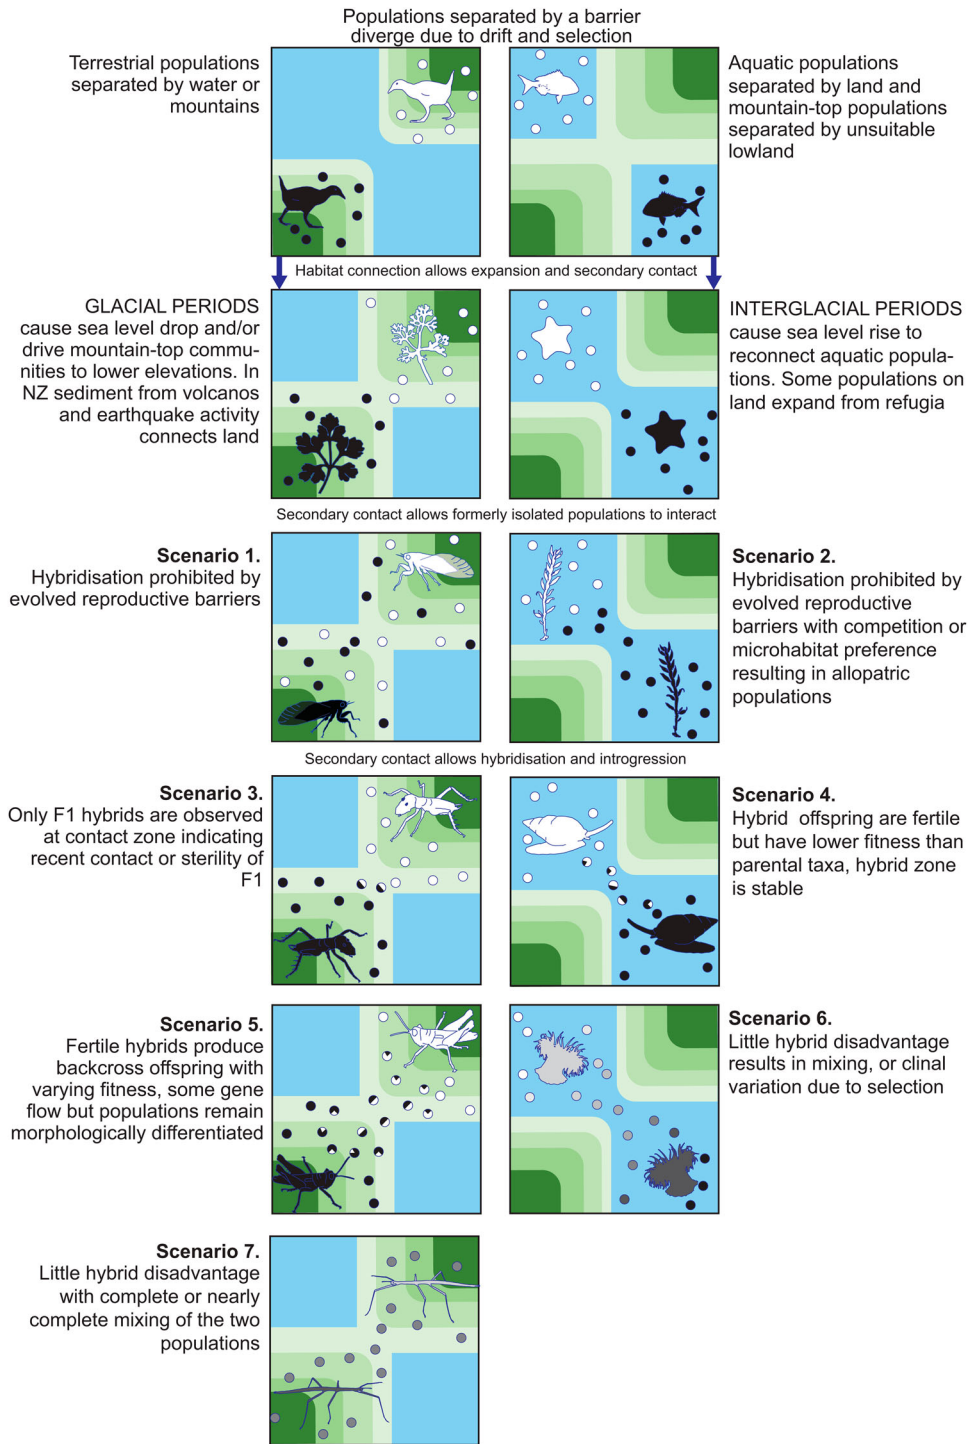 Populations separated by a barrier
diverge due to drift and selection
Terrestrial populations
separated by water or
mountains
Aquatic populations
separated by land and
mountain-top populations
separated by unsuitable
lowland
Habitat connection allows expansion and secondary contact
GLACIAL PERIODS
cause sea level drop and/or
drive mountain-top commu-
nities to lower elevations. In
NZ sediment from volcanos
and earthquake activity
connects land
INTERGLACIAL PERIODS
cause sea level rise to
reconnect aquatic popula-
tions. Some populations on
land expand from refugia
Secondary contact allows formerly isolated populations to interact
Scenario 1.
Hybridisation prohibited by
evolved reproductive barriers
Scenario 2.
Hybridisation prohibited by
evolved reproductive
barriers with competition or
microhabitat preference
resulting in allopatric
populations
Secondary contact allows hybridisation and introgression
Scenario 3.
Only F1 hybrids are observed
at contact zone indicating
recent contact or sterility of
F1
Scenario 4.
Hybrid offspring are fertile
but have lower fitness than
parental taxa, hybrid zone
is stable
Scenario 5.
Fertile hybrids produce
backcross offspring with
varying fitness, some gene
flow but populations remain
morphologically differentiated
Scenario 6.
Little hybrid disadvantage
results in mixing, or clinal
variation due to selection
Scenario 7.
Little hybrid disadvantage
with complete or nearly
complete mixing of the two
populations